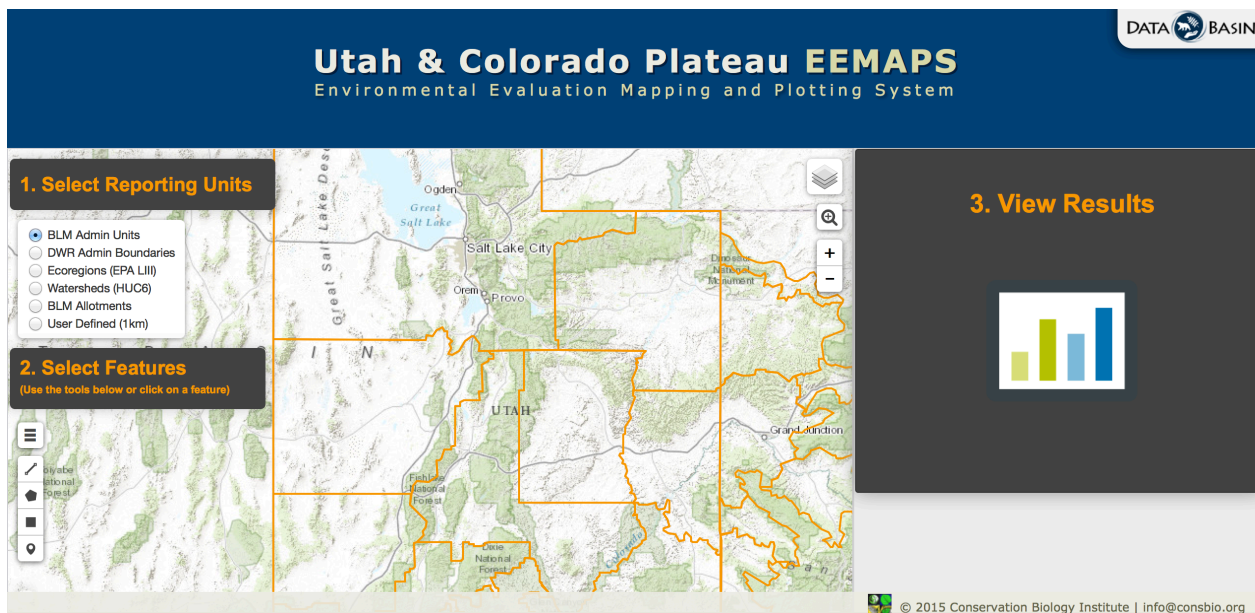 DATA BASIN
Utah & Colorado Plateau EEMAPS
Environmental Evaluation Mapping and Plotting System
1. Select Reporting Units
BLM Admin Units
DWR Admin Boundaries
Ecoregions (EPA LIII)
Watersheds (HUC6)
BLM Allotments
User Defined (1km)
2. Select Features
(Use the tools below or click on a feature)
Great Salt Lake Des
Ogden
Great
Salt Lake
Salt Lake City
Orem
Provo
Dinosaur
National
Monument
I N
UTAH
Grand Junction
Fishlake
National
Forest
Dixie
National
Forest
Colorado
National
Forest
+
−
3. View Results
© 2015 Conservation Biology Institute | info@consbio.org